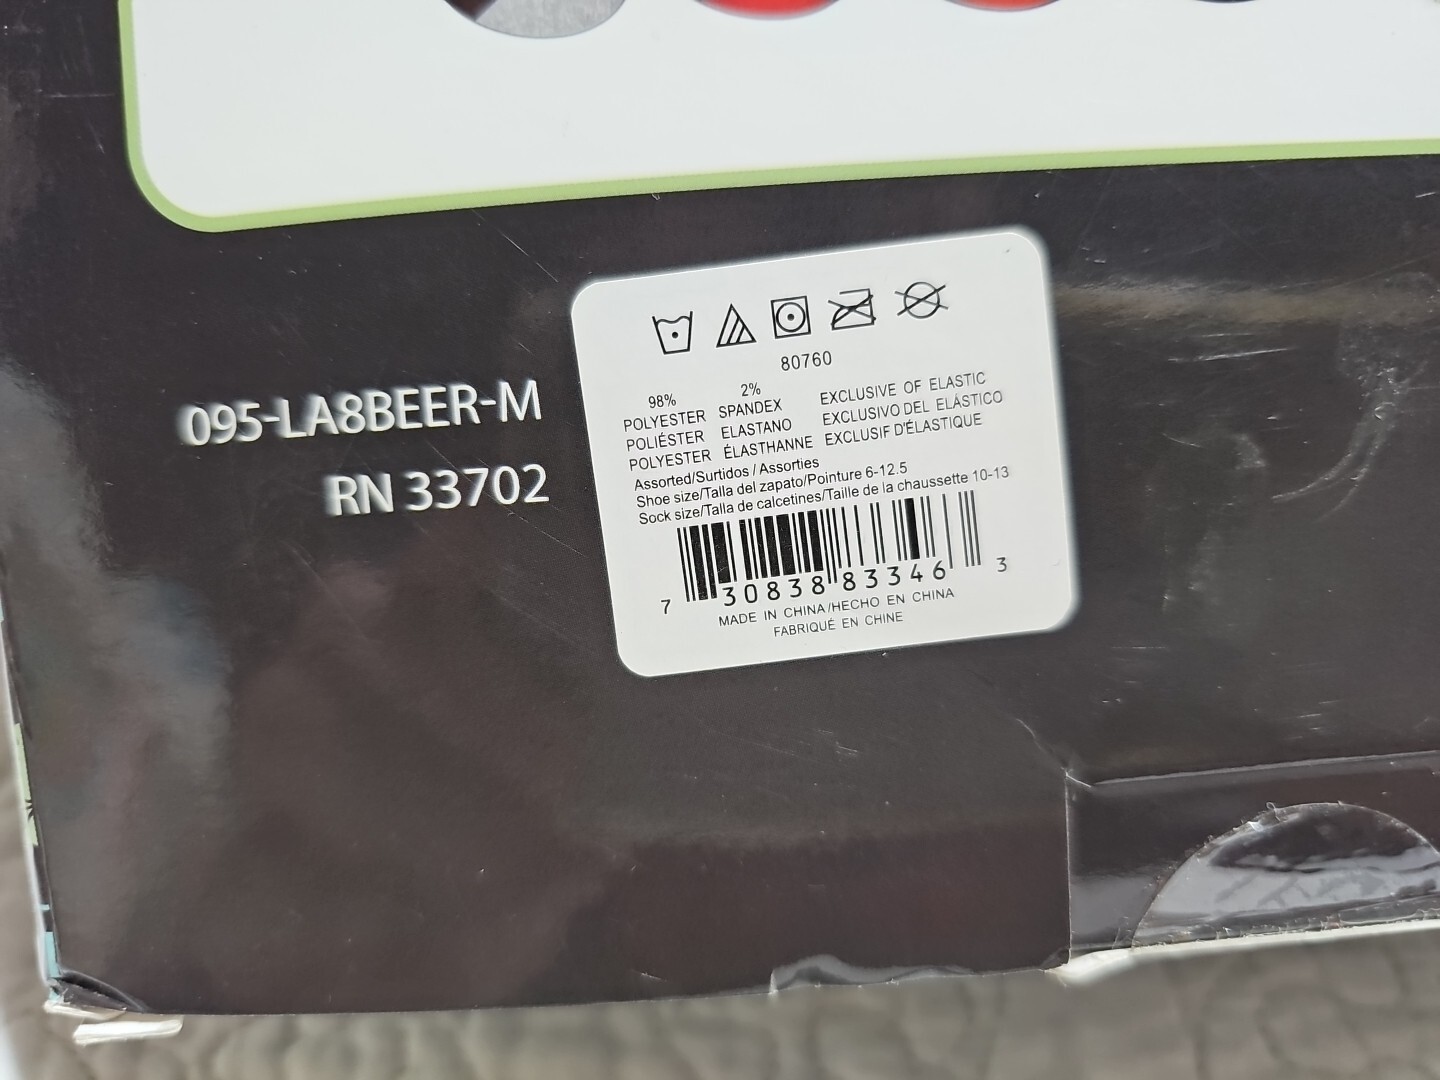 095-LA8BEER-M
RN 33702
80760
98% 2%
POLYESTER SPANDEX EXCLUSIVE OF ELASTIC
POLIÉSTER ELASTANO EXCLUSIVO DEL ELÁSTICO
POLYESTER ÉLASTHANNE EXCLUSIF D'ÉLASTIQUE
Assorted/Surtidos / Assorties
Shoe size/Talla del zapato/Pointure 6-12.5
Sock size/Talla de calcetines/Taille de la chaussette 10-13
7 30838 83346 3
MADE IN CHINA/HECHO EN CHINA
FABRIQUÉ EN CHINE